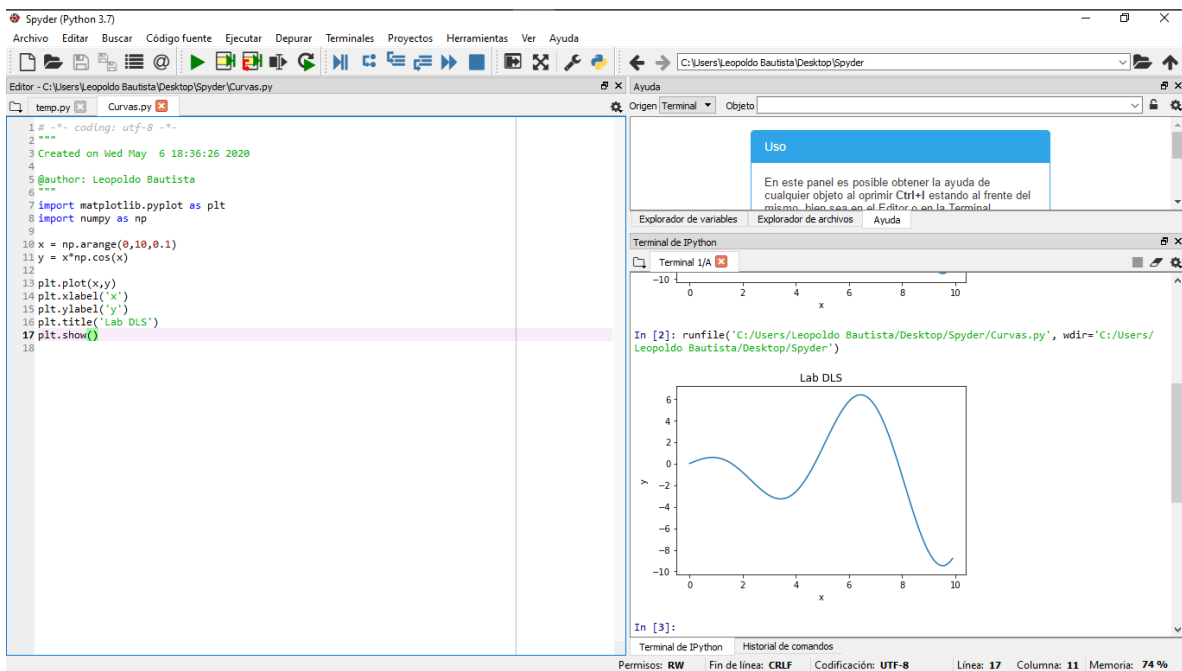 Spyder (Python 3.7)
Archivo Editar Buscar Código fuente Ejecutar Depurar Terminales Proyectos Herramientas Ver Ayuda
C:\Users\Leopoldo Bautista\Desktop\Spyder
Editor - C:\Users\Leopoldo Bautista\Desktop\Spyder\Curvas.py
temp.py Curvas.py
1 # -*- coding: utf-8 -*-
2 """
3 Created on Wed May  6 18:36:26 2020
4
5 @author: Leopoldo Bautista
6 """
7 import matplotlib.pyplot as plt
8 import numpy as np
9
10 x = np.arange(0,10,0.1)
11 y = x*np.cos(x)
12
13 plt.plot(x,y)
14 plt.xlabel('x')
15 plt.ylabel('y')
16 plt.title('Lab DLS')
17 plt.show()
18
Ayuda
Origen Terminal Objeto
Uso
En este panel es posible obtener la ayuda de
cualquier objeto al oprimir Ctrl+I estando al frente del
mismo, bien sea en el Editor o en la Terminal
Explorador de variables Explorador de archivos Ayuda
Terminal de IPython
Terminal 1/A
−10
0 2 4 6 8 10
x
In [2]: runfile('C:/Users/Leopoldo Bautista/Desktop/Spyder/Curvas.py', wdir='C:/Users/
Leopoldo Bautista/Desktop/Spyder')
Lab DLS
6
4
2
0
−2
−4
−6
−8
−10
y
0 2 4 6 8 10
x
In [3]:
Terminal de IPython Historial de comandos
Permisos: RW Fin de línea: CRLF Codificación: UTF-8 Línea: 17 Columna: 11 Memoria: 74 %